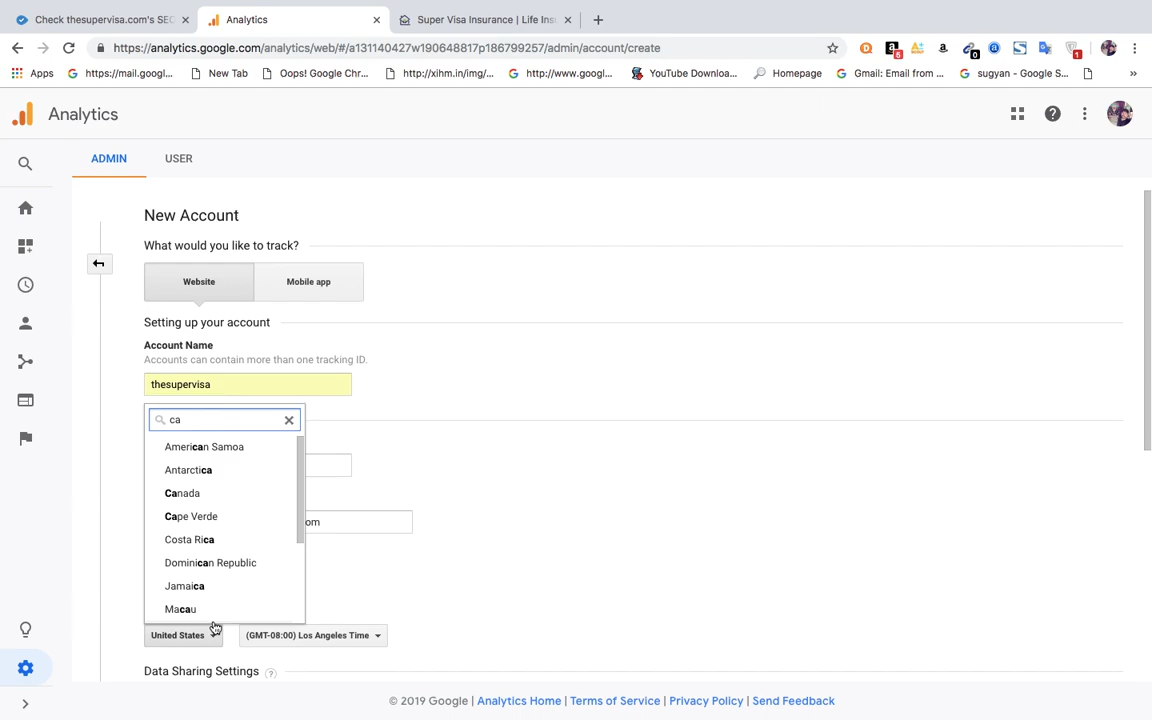 Check thesupervisa.com's SEO
Analytics
Super Visa Insurance | Life Insu
https://analytics.google.com/analytics/web/#/a131140427w190648817p186799257/admin/account/create
6
0
1
Apps
https://mail.googl...
New Tab
Oops! Google Chr...
http://xihm.in/img/...
http://www.googl...
YouTube Downloa...
Homepage
Gmail: Email from ...
sugyan - Google S...
Analytics
ADMIN
USER
New Account
What would you like to track?
Website
Mobile app
Setting up your account
Account Name
Accounts can contain more than one tracking ID.
thesupervisa
ca
American Samoa
Antarctica
Canada
Cape Verde
Costa Rica
om
Dominican Republic
Jamaica
Macau
United States
(GMT-08:00) Los Angeles Time
Data Sharing Settings ?
© 2019 Google | Analytics Home | Terms of Service | Privacy Policy | Send Feedback